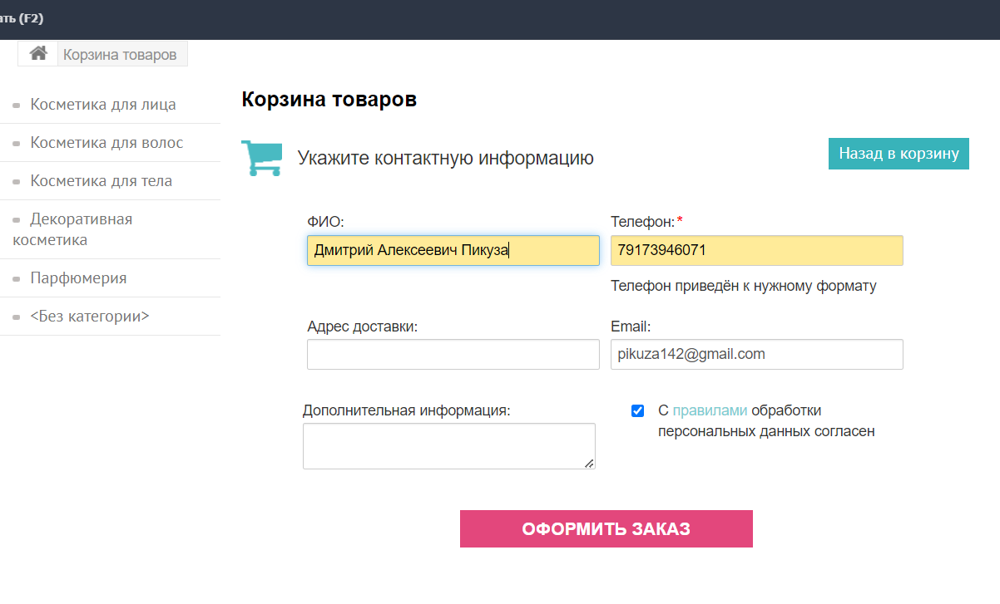 (F2)
Корзина товаров
Косметика для лица
Косметика для волос
Косметика для тела
Декоративная
косметика
Парфюмерия
<Без категории>
Корзина товаров
Укажите контактную информацию
Назад в корзину
ФИО:
Дмитрий Алексеевич Пикуза
Телефон:*
79173946071
Телефон приведён к нужному формату
Адрес доставки:
Email:
pikuza142@gmail.com
Дополнительная информация:
С правилами обработки
персональных данных согласен
ОФОРМИТЬ ЗАКАЗ